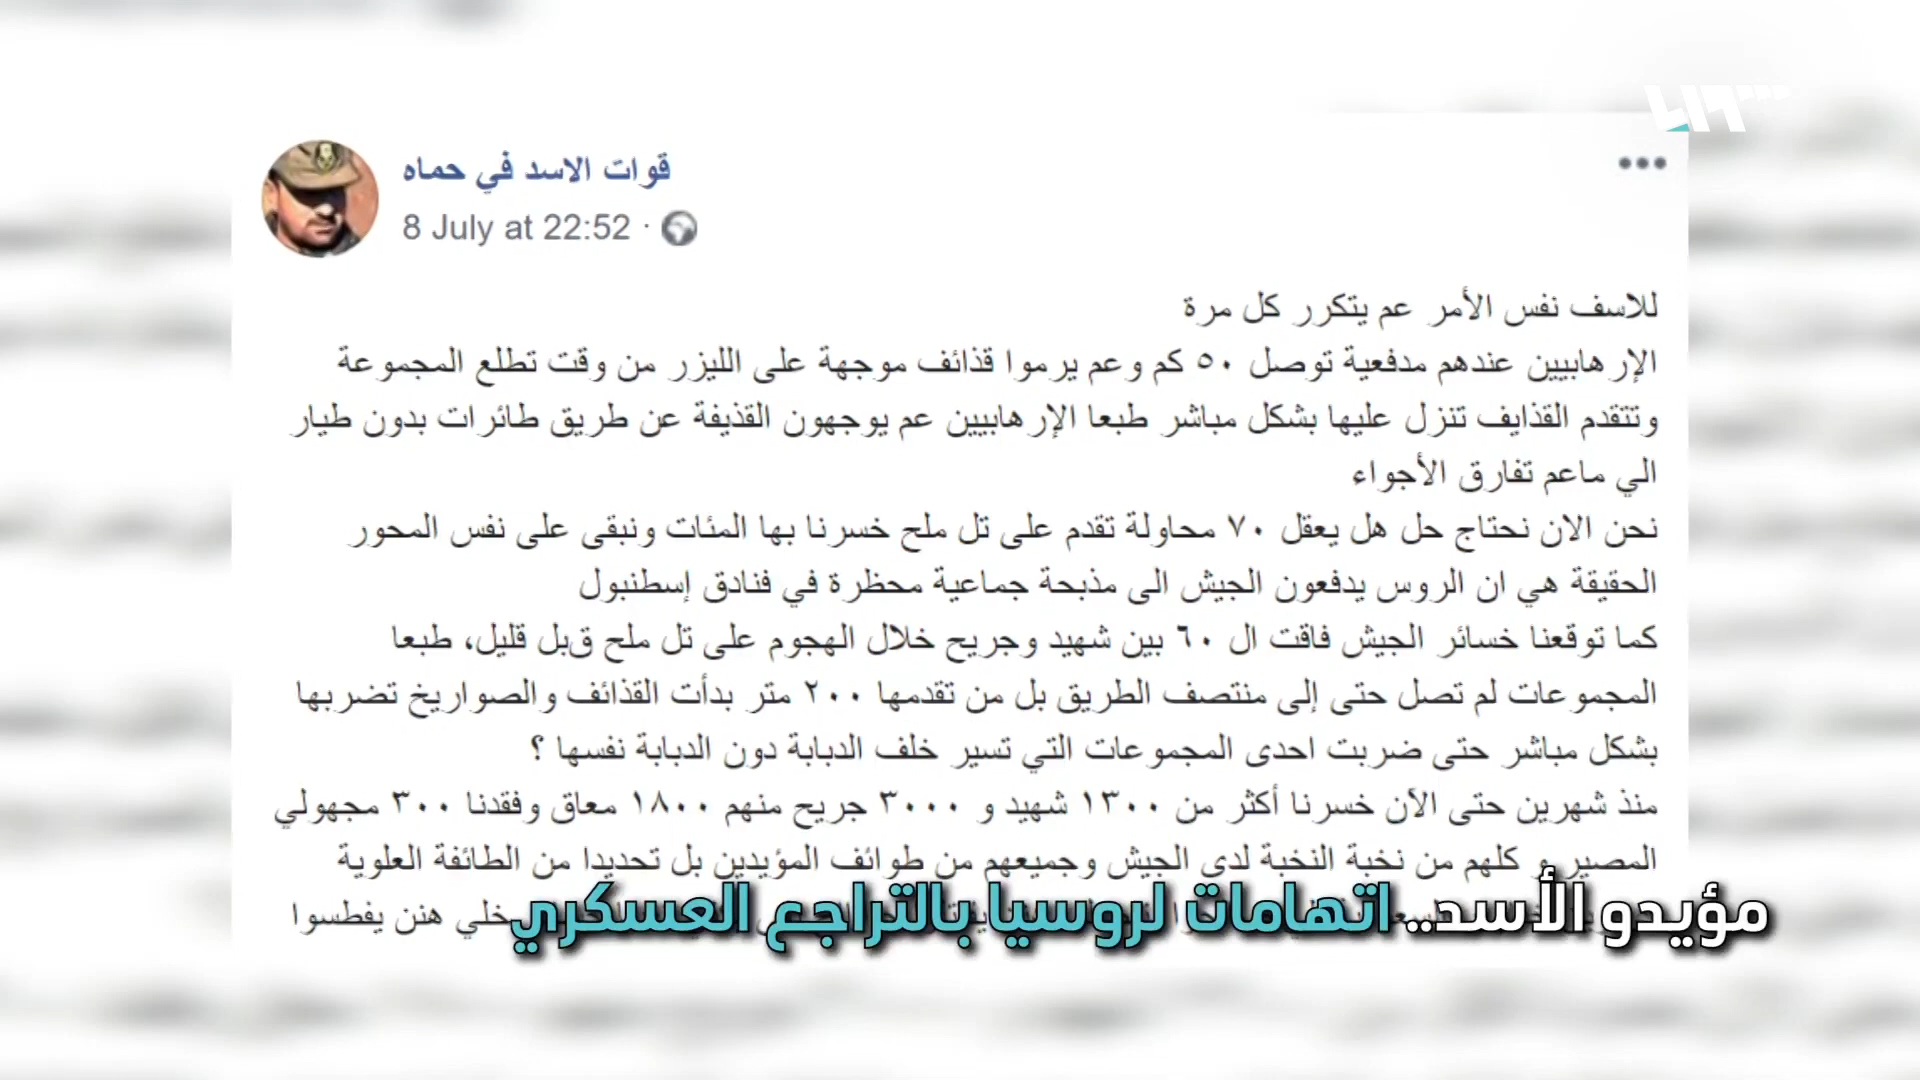 قوات الاسد في حماه
8 July at 22:52 ·
للاسف نفس الأمر عم يتكرر كل مرة
الإرهابيين عندهم مدفعية توصل ٥٠ كم وعم يرموا قذائف موجهة على الليزر من وقت تطلع المجموعة
وتتقدم القذايف تنزل عليها بشكل مباشر طبعا الإرهابيين عم يوجهون القذيفة عن طريق طائرات بدون طيار
الي ماعم تفارق الأجواء
نحن الان نحتاج حل هل يعقل ٧٠ محاولة تقدم على تل ملح خسرنا بها المئات ونبقى على نفس المحور
الحقيقة هي ان الروس يدفعون الجيش الى مذبحة جماعية محظرة في فنادق إسطنبول
كما توقعنا خسائر الجيش فاقت ال ٦٠ بين شهيد وجريح خلال الهجوم على تل ملح قبل قليل، طبعا
المجموعات لم تصل حتى إلى منتصف الطريق بل من تقدمها ٢٠٠ متر بدأت القذائف والصواريخ تضربها
بشكل مباشر حتى ضربت احدى المجموعات التي تسير خلف الدبابة دون الدبابة نفسها ؟
منذ شهرين حتى الآن خسرنا أكثر من ١٣٠٠ شهيد و ٣٠٠٠ جريح منهم ١٨٠٠ معاق وفقدنا ٣٠٠ مجهولي
المصير و كلهم من نخبة النخبة لدى الجيش وجميعهم من طوائف المؤيدين بل تحديدا من الطائفة العلوية
خلي هنن يفطسوا
مؤيدو الأسد.. اتهامات لروسيا بالتراجع العسكري